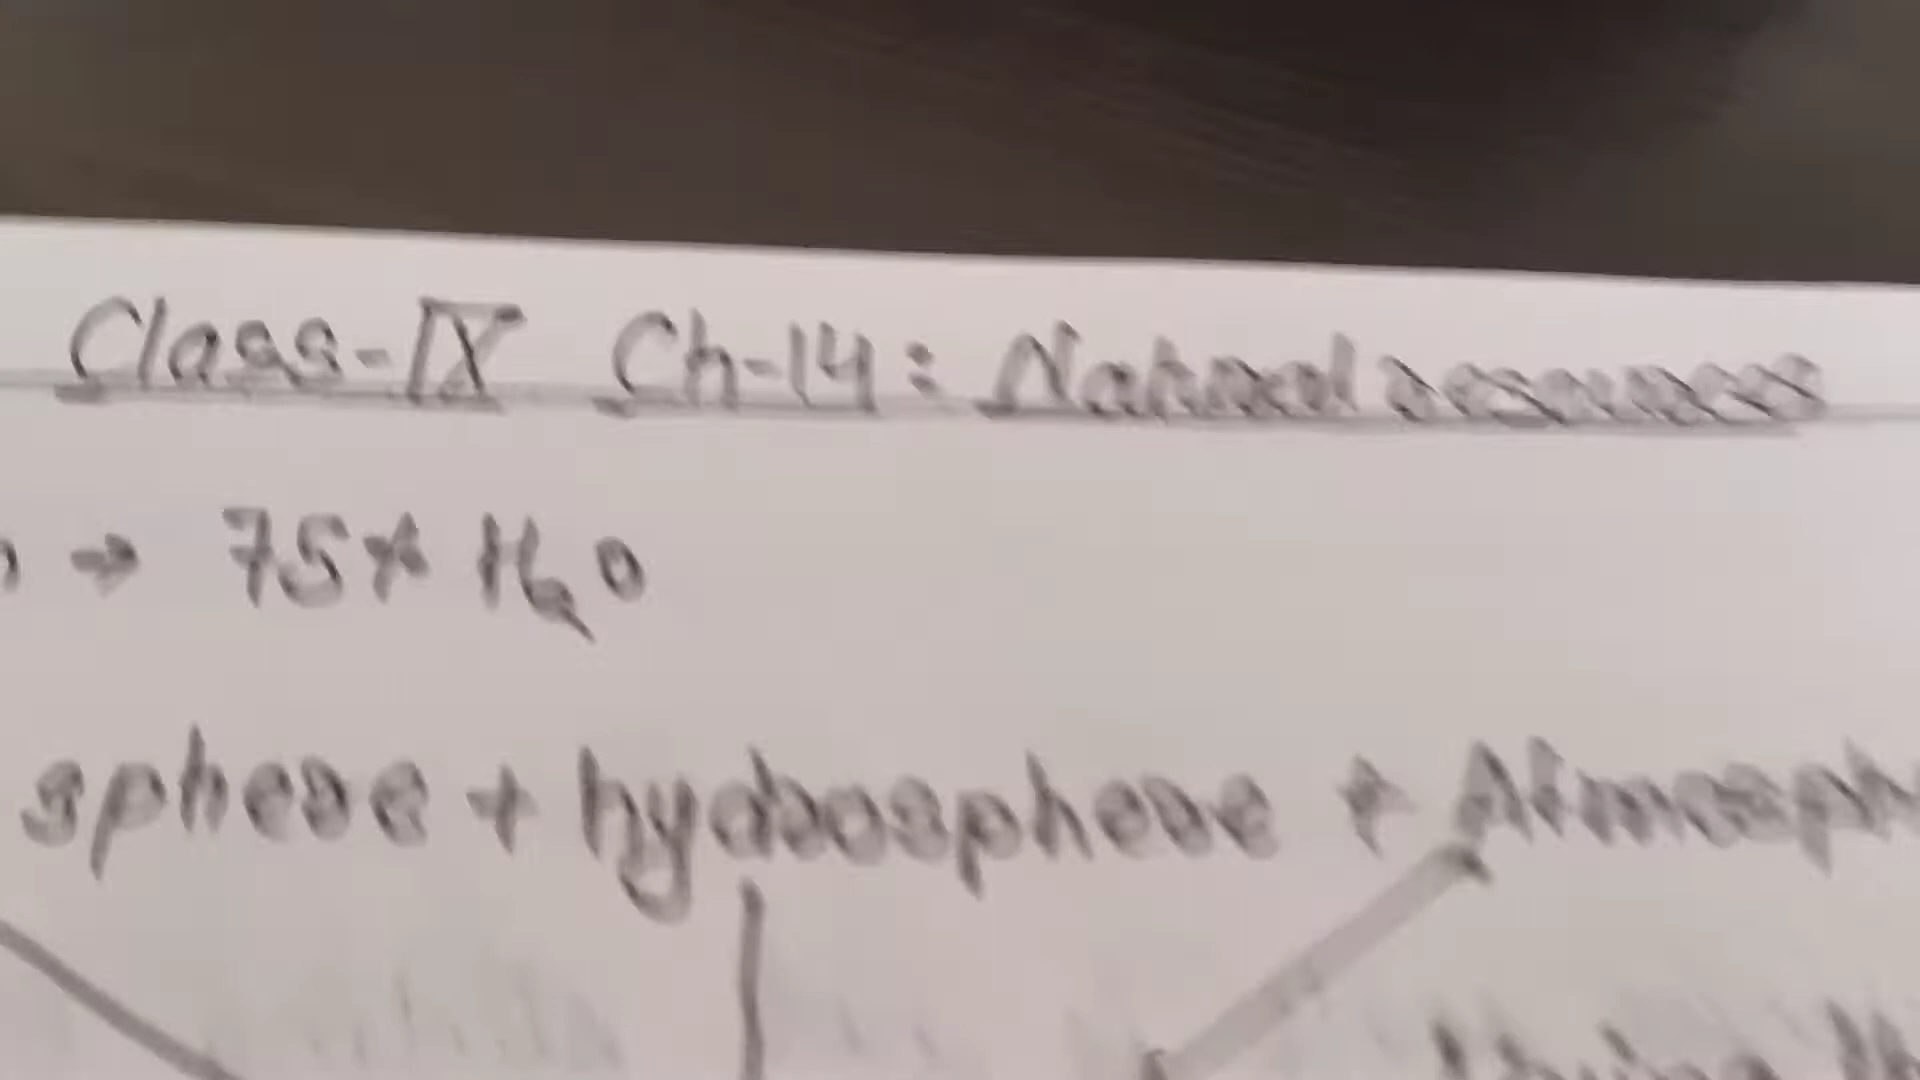 Class-IX Ch-14: Natural resources
→ 75% H2O
sphere + hydrosphere + Atmosph